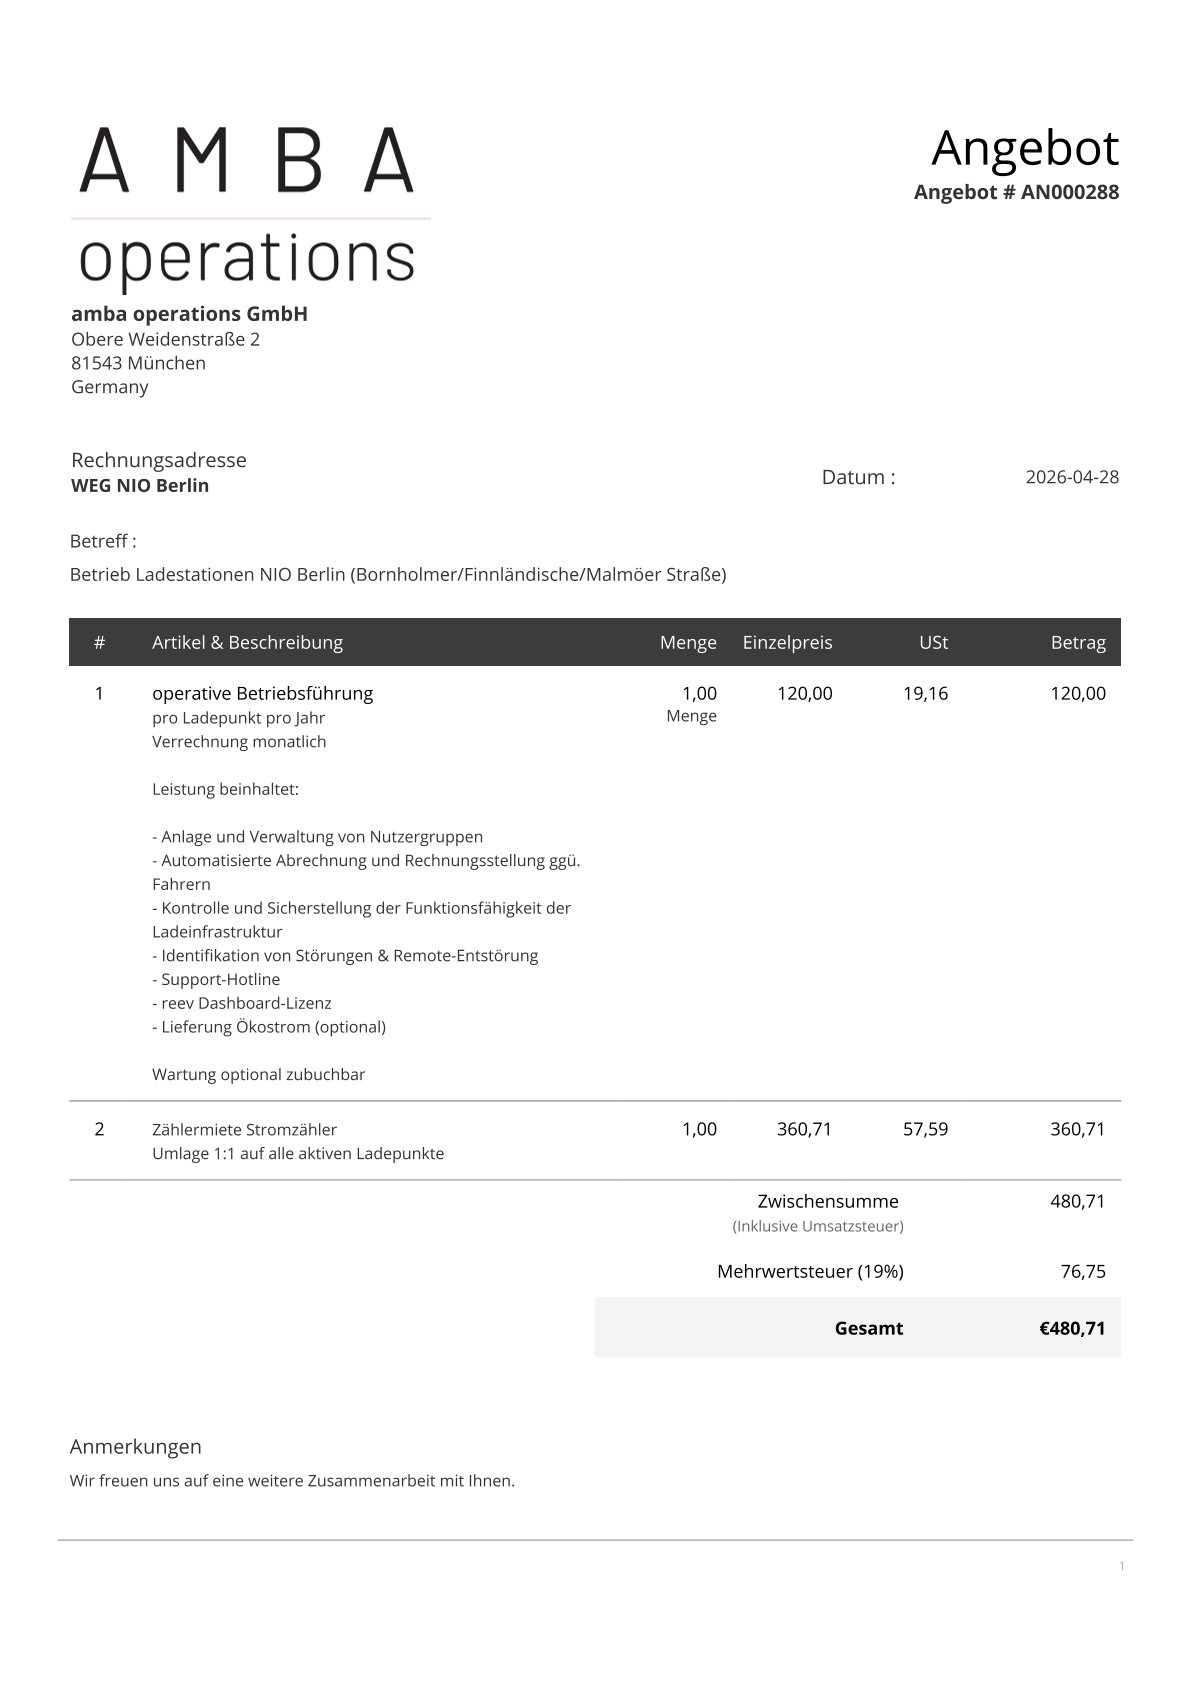 AMBA
operations
Angebot
Angebot # AN000288
amba operations GmbH
Obere Weidenstraße 2
81543 München
Germany
Rechnungsadresse
WEG NIO Berlin
Datum : 2026-04-28
Betreff :
Betrieb Ladestationen NIO Berlin (Bornholmer/Finnländische/Malmöer Straße)
# Artikel & Beschreibung Menge Einzelpreis USt Betrag
1 operative Betriebsführung 1,00 120,00 19,16 120,00
pro Ladepunkt pro Jahr Menge
Verrechnung monatlich
Leistung beinhaltet:
- Anlage und Verwaltung von Nutzergruppen
- Automatisierte Abrechnung und Rechnungsstellung ggü.
Fahrern
- Kontrolle und Sicherstellung der Funktionsfähigkeit der
Ladeinfrastruktur
- Identifikation von Störungen & Remote-Entstörung
- Support-Hotline
- reev Dashboard-Lizenz
- Lieferung Ökostrom (optional)
Wartung optional zubuchbar
2 Zählermiete Stromzähler 1,00 360,71 57,59 360,71
Umlage 1:1 auf alle aktiven Ladepunkte
Zwischensumme 480,71
(Inklusive Umsatzsteuer)
Mehrwertsteuer (19%) 76,75
Gesamt €480,71
Anmerkungen
Wir freuen uns auf eine weitere Zusammenarbeit mit Ihnen.
1